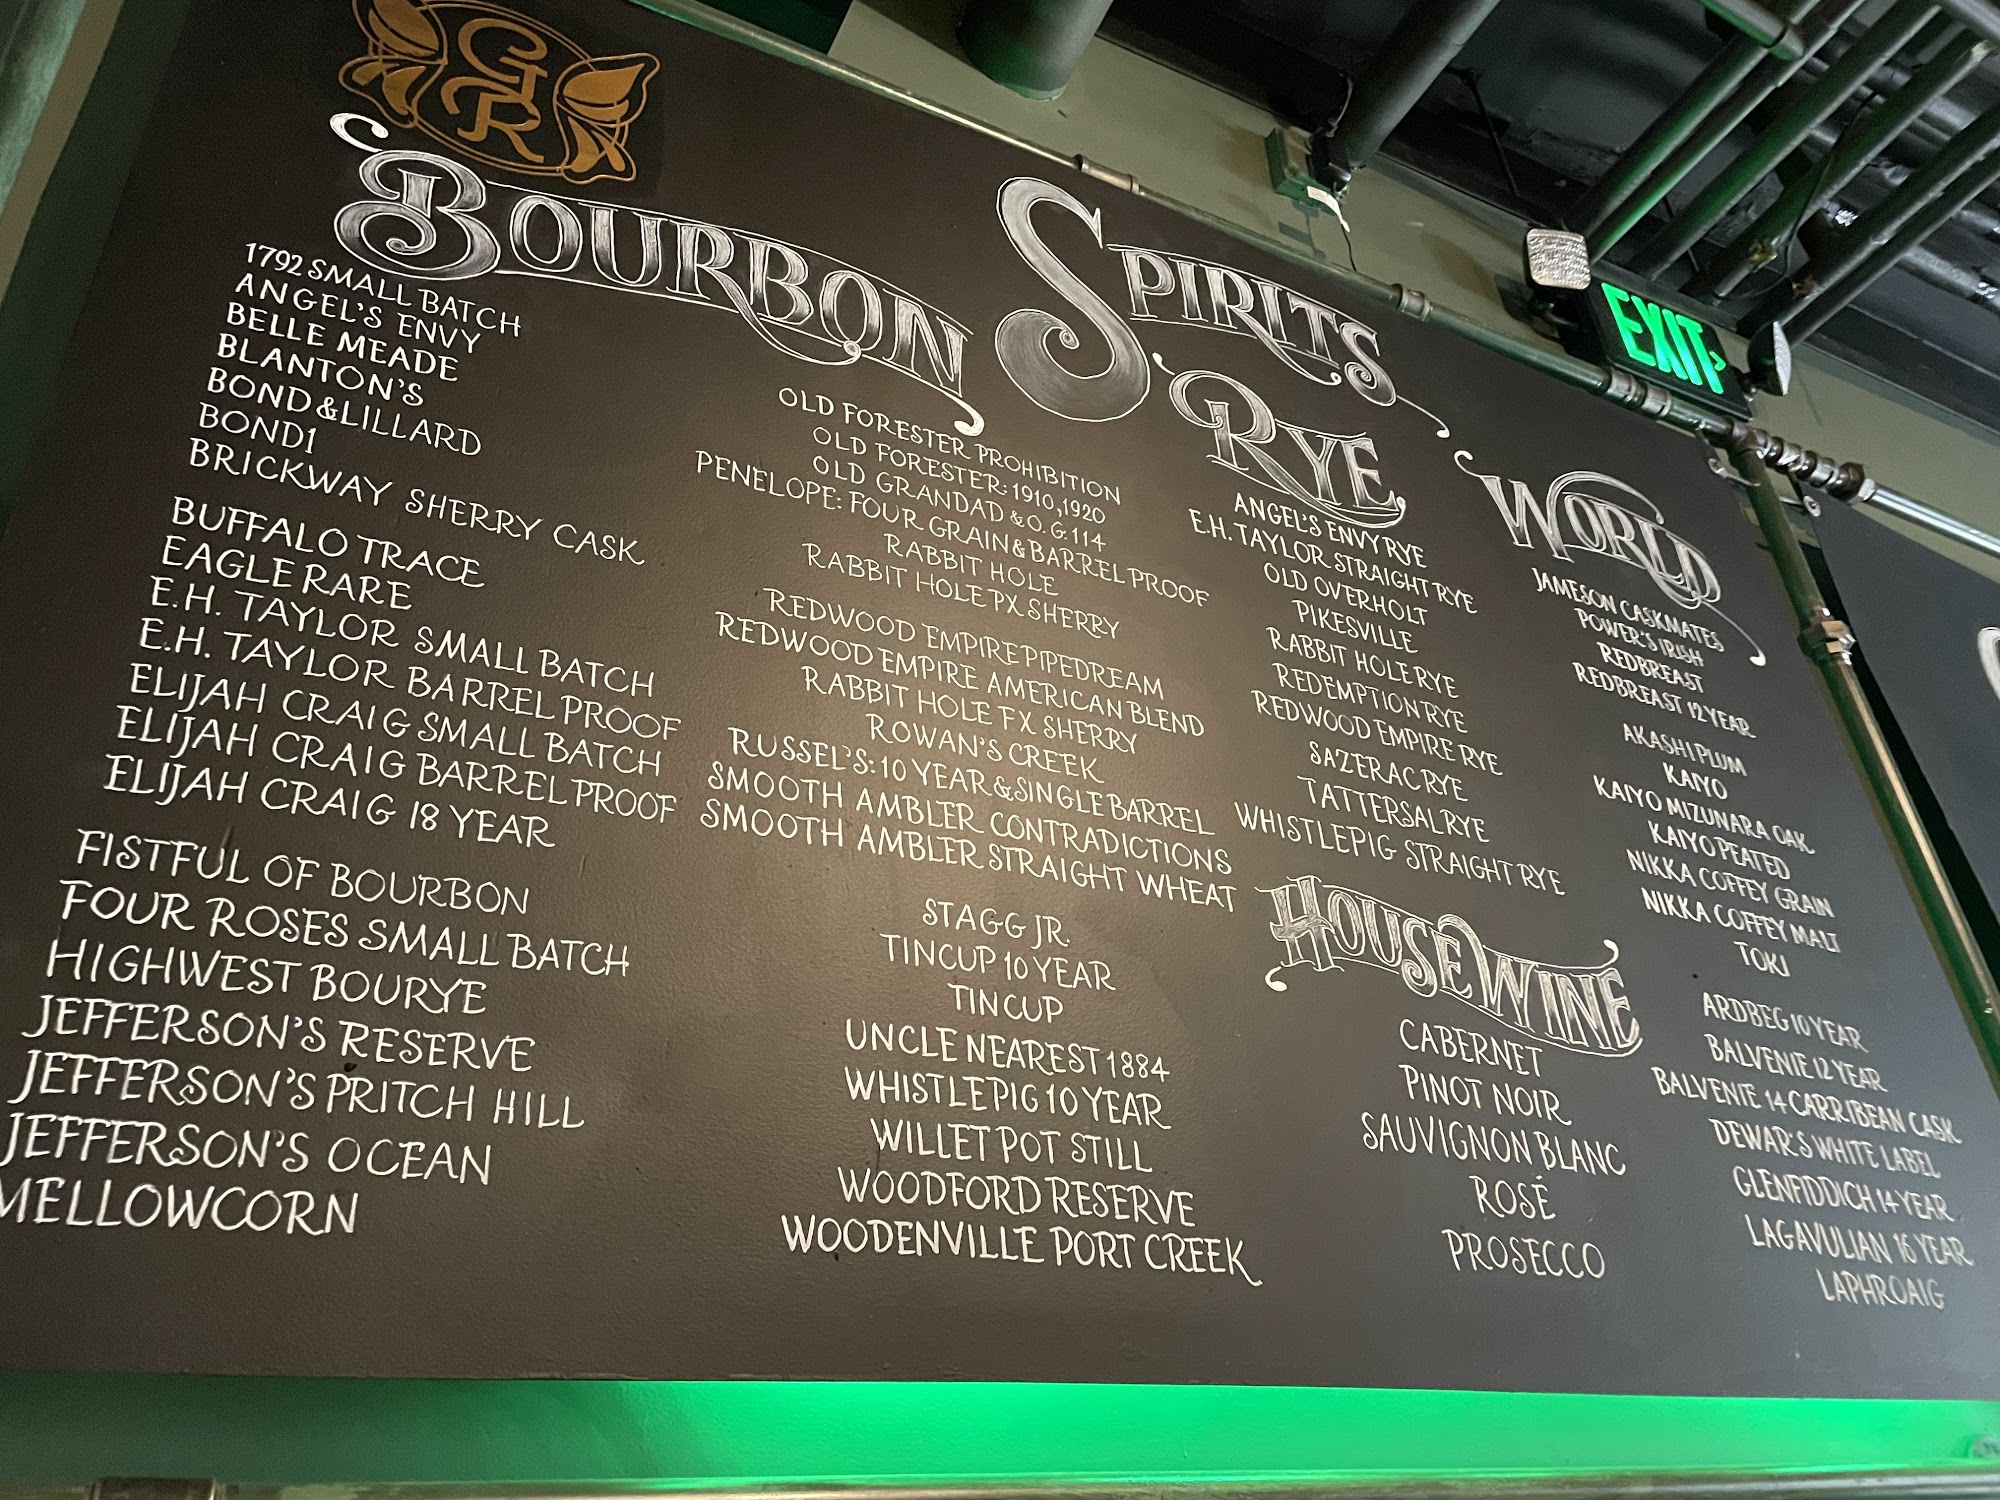 GR
SPIRITS
BOURBON
1792 SMALL BATCH
ANGEL'S ENVY
BELLE MEADE
BLANTON'S
BOND & LILLARD
BOND 1
BRICKWAY SHERRY CASK
BUFFALO TRACE
EAGLE RARE
E.H. TAYLOR SMALL BATCH
E.H. TAYLOR BARREL PROOF
ELIJAH CRAIG SMALL BATCH
ELIJAH CRAIG BARREL PROOF
ELIJAH CRAIG 18 YEAR
FISTFUL OF BOURBON
FOUR ROSES SMALL BATCH
HIGHWEST BOURYE
JEFFERSON'S RESERVE
JEFFERSON'S PRITCH HILL
JEFFERSON'S OCEAN
MELLOWCORN
OLD FORESTER PROHIBITION
OLD FORESTER: 1910, 1920
OLD GRANDAD & O.G. 114
PENELOPE: FOUR GRAIN & BARREL PROOF
RABBIT HOLE
RABBIT HOLE PX SHERRY
REDWOOD EMPIRE PIPEDREAM
REDWOOD EMPIRE AMERICAN BLEND
RABBIT HOLE FX SHERRY
ROWAN'S CREEK
RUSSEL'S: 10 YEAR & SINGLE BARREL
SMOOTH AMBLER CONTRADICTIONS
SMOOTH AMBLER STRAIGHT WHEAT
STAGG JR.
TINCUP 10 YEAR
TINCUP
UNCLE NEAREST 1884
WHISTLEPIG 10 YEAR
WILLET POT STILL
WOODFORD RESERVE
WOODENVILLE PORT CREEK
RYE
ANGEL'S ENVY RYE
E.H. TAYLOR STRAIGHT RYE
OLD OVERHOLT
PIKESVILLE
RABBIT HOLE RYE
REDEMPTION RYE
REDWOOD EMPIRE RYE
SAZERAC RYE
TATTERSAL RYE
WHISTLEPIG STRAIGHT RYE
HOUSE WINE
CABERNET
PINOT NOIR
SAUVIGNON BLANC
ROSÉ
PROSECCO
WORLD
JAMESON CASKMATES
POWER'S IRISH
REDBREAST
REDBREAST 12 YEAR
AKASHI PLUM
KAIYO
KAIYO MIZUNARA OAK
KAIYO PEATED
NIKKA COFFEY GRAIN
NIKKA COFFEY MALT
TOKI
ARDBEG 10 YEAR
BALVENIE 12 YEAR
BALVENIE 14 CARRIBEAN CASK
DEWAR'S WHITE LABEL
GLENFIDDICH 14 YEAR
LAGAVULIAN 16 YEAR
LAPHROAIG
EXIT